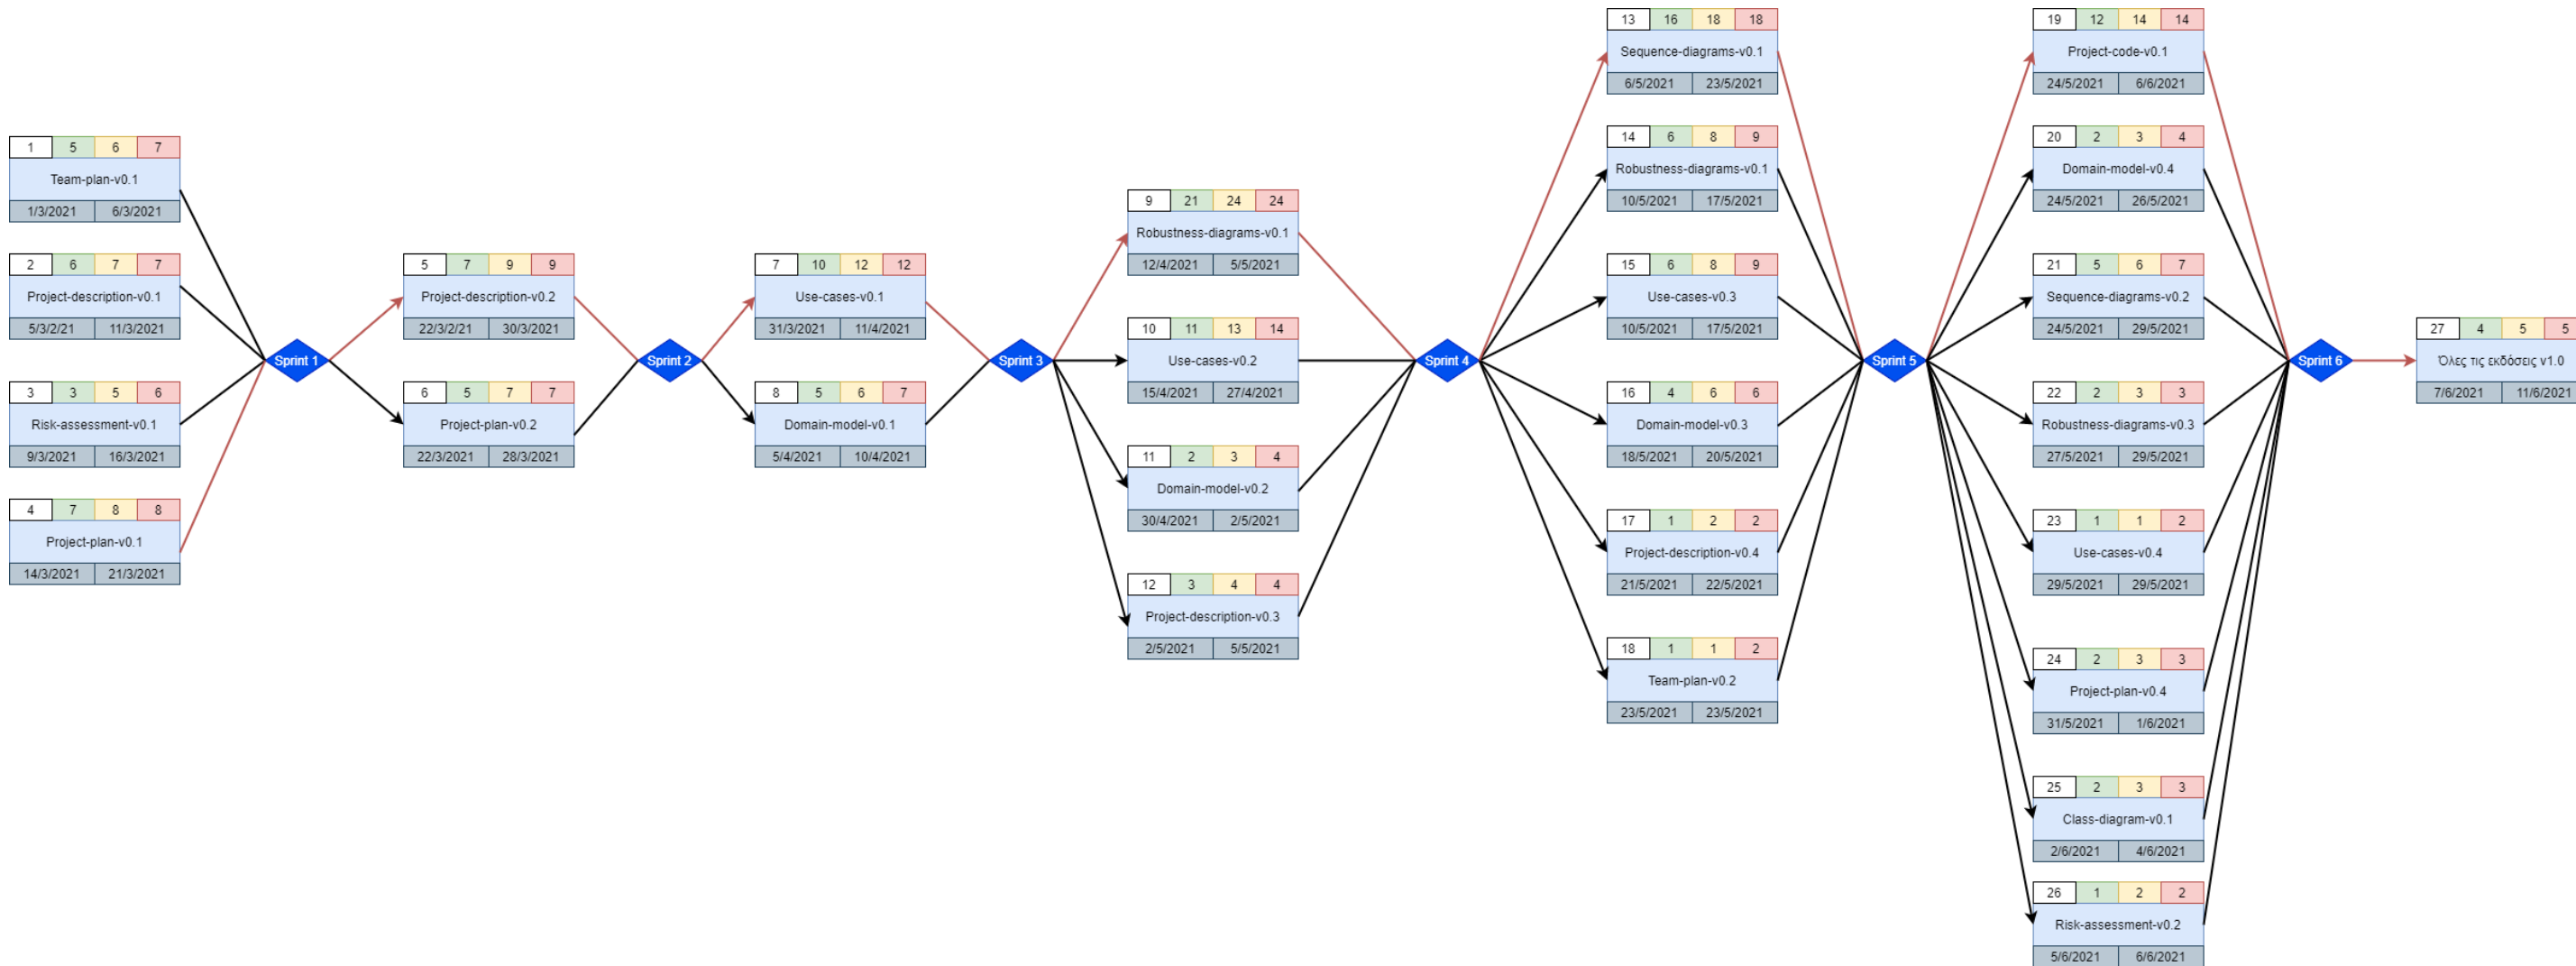 1 5 6 7
Team-plan-v0.1
1/3/2021 6/3/2021
2 6 7 7
Project-description-v0.1
5/3/2/21 11/3/2021
3 3 5 6
Risk-assessment-v0.1
9/3/2021 16/3/2021
4 7 8 8
Project-plan-v0.1
14/3/2021 21/3/2021
Sprint 1
5 7 9 9
Project-description-v0.2
22/3/2/21 30/3/2021
6 5 7 7
Project-plan-v0.2
22/3/2021 28/3/2021
Sprint 2
7 10 12 12
Use-cases-v0.1
31/3/2021 11/4/2021
8 5 6 7
Domain-model-v0.1
5/4/2021 10/4/2021
Sprint 3
9 21 24 24
Robustness-diagrams-v0.1
12/4/2021 5/5/2021
10 11 13 14
Use-cases-v0.2
15/4/2021 27/4/2021
11 2 3 4
Domain-model-v0.2
30/4/2021 2/5/2021
12 3 4 4
Project-description-v0.3
2/5/2021 5/5/2021
Sprint 4
13 16 18 18
Sequence-diagrams-v0.1
6/5/2021 23/5/2021
14 6 8 9
Robustness-diagrams-v0.1
10/5/2021 17/5/2021
15 6 8 9
Use-cases-v0.3
10/5/2021 17/5/2021
16 4 6 6
Domain-model-v0.3
18/5/2021 20/5/2021
17 1 2 2
Project-description-v0.4
21/5/2021 22/5/2021
18 1 1 2
Team-plan-v0.2
23/5/2021 23/5/2021
Sprint 5
19 12 14 14
Project-code-v0.1
24/5/2021 6/6/2021
20 2 3 4
Domain-model-v0.4
24/5/2021 26/5/2021
21 5 6 7
Sequence-diagrams-v0.2
24/5/2021 29/5/2021
22 2 3 3
Robustness-diagrams-v0.3
27/5/2021 29/5/2021
23 1 1 2
Use-cases-v0.4
29/5/2021 29/5/2021
24 2 3 3
Project-plan-v0.4
31/5/2021 1/6/2021
25 2 3 3
Class-diagram-v0.1
2/6/2021 4/6/2021
26 1 2 2
Risk-assessment-v0.2
5/6/2021 6/6/2021
Sprint 6
27 4 5 5
Όλες τις εκδόσεις v1.0
7/6/2021 11/6/2021